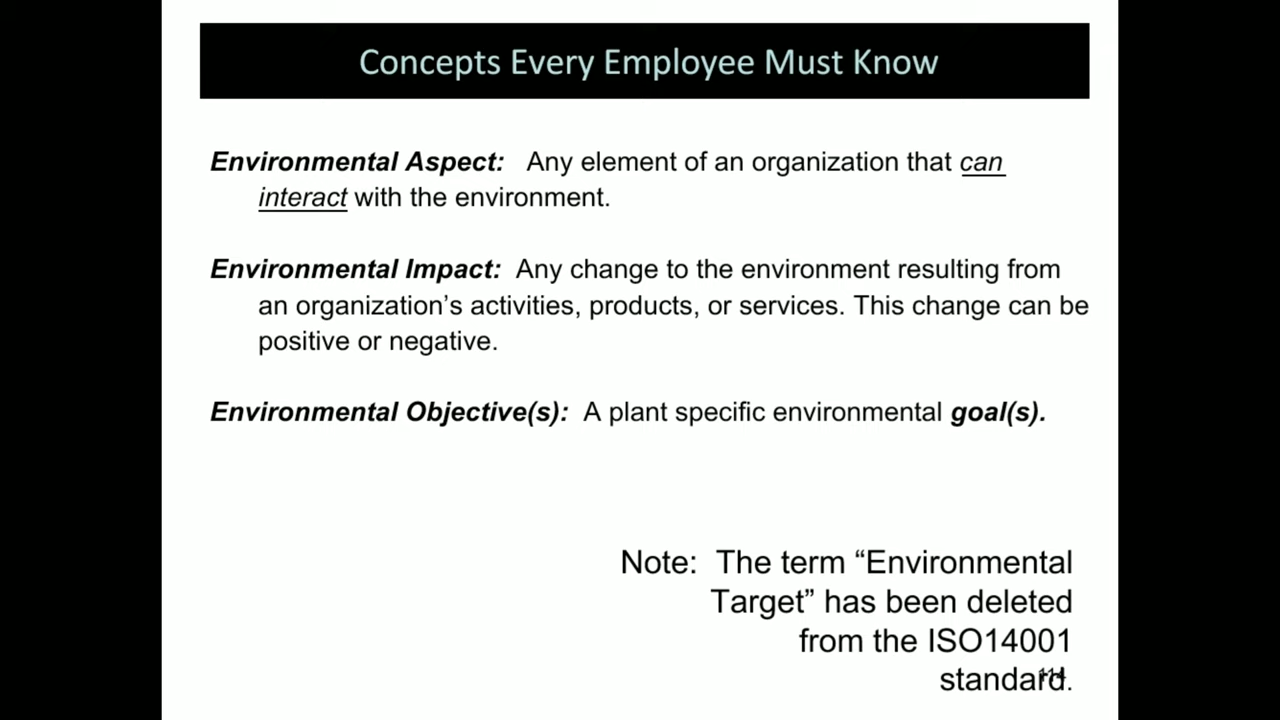 Concepts Every Employee Must Know
Environmental Aspect: Any element of an organization that can
interact with the environment.
Environmental Impact: Any change to the environment resulting from
an organization’s activities, products, or services. This change can be
positive or negative.
Environmental Objective(s): A plant specific environmental goal(s).
Note: The term “Environmental
Target” has been deleted
from the ISO14001
standard.